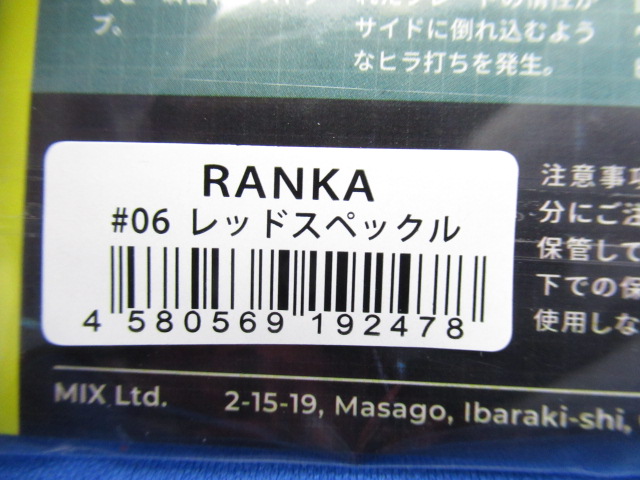 プ。
サイドに倒れ込むよう
なヒラ打ちを発生。
RANKA
#06 レッドスペックル
4 580569 192478
注意事項
分にご注
保管して
下での保
使用しな
MIX Ltd. 2-15-19, Masago, Ibaraki-shi,